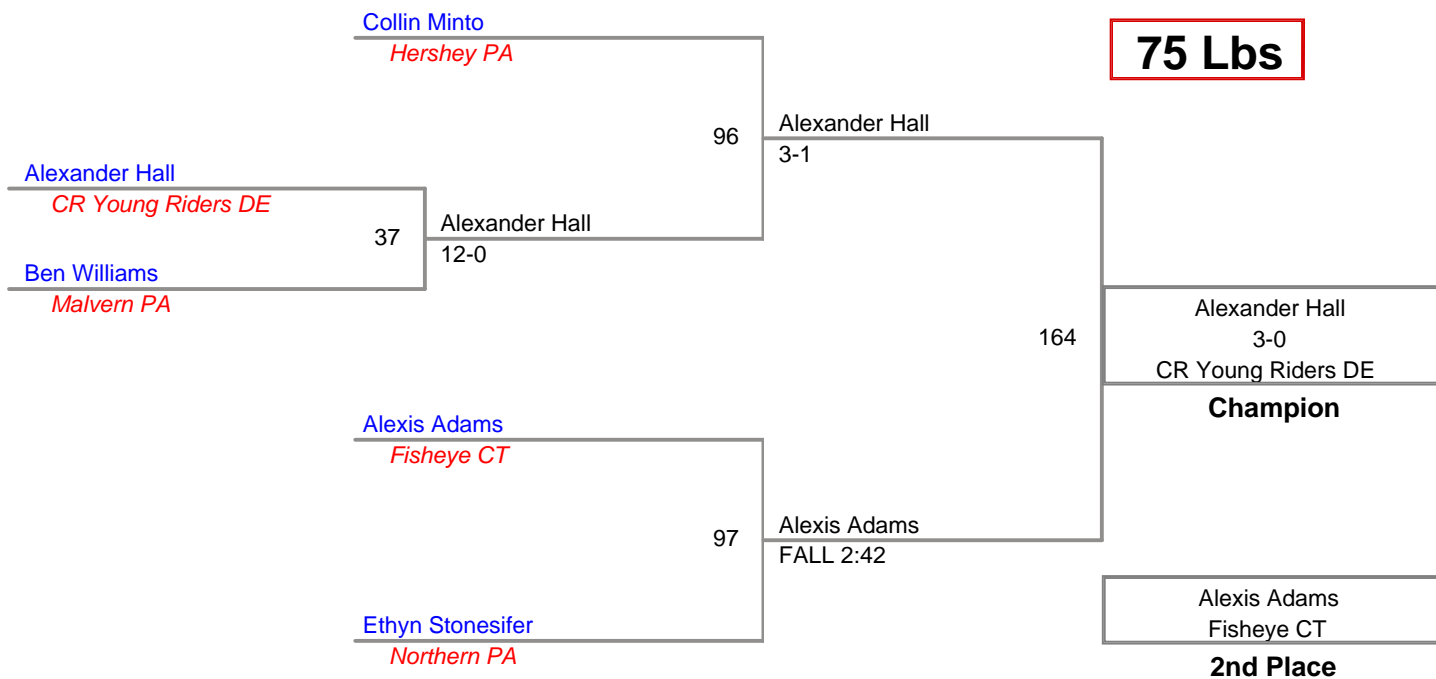 Collin Minto
Hershey PA
75 Lbs
96
Alexander Hall
3-1
Alexander Hall
CR Young Riders DE
37
Alexander Hall
12-0
Ben Williams
Malvern PA
164
Alexander Hall
3-0
CR Young Riders DE
Champion
Alexis Adams
Fisheye CT
97
Alexis Adams
FALL 2:42
Ethyn Stonesifer
Northern PA
Alexis Adams
Fisheye CT
2nd Place